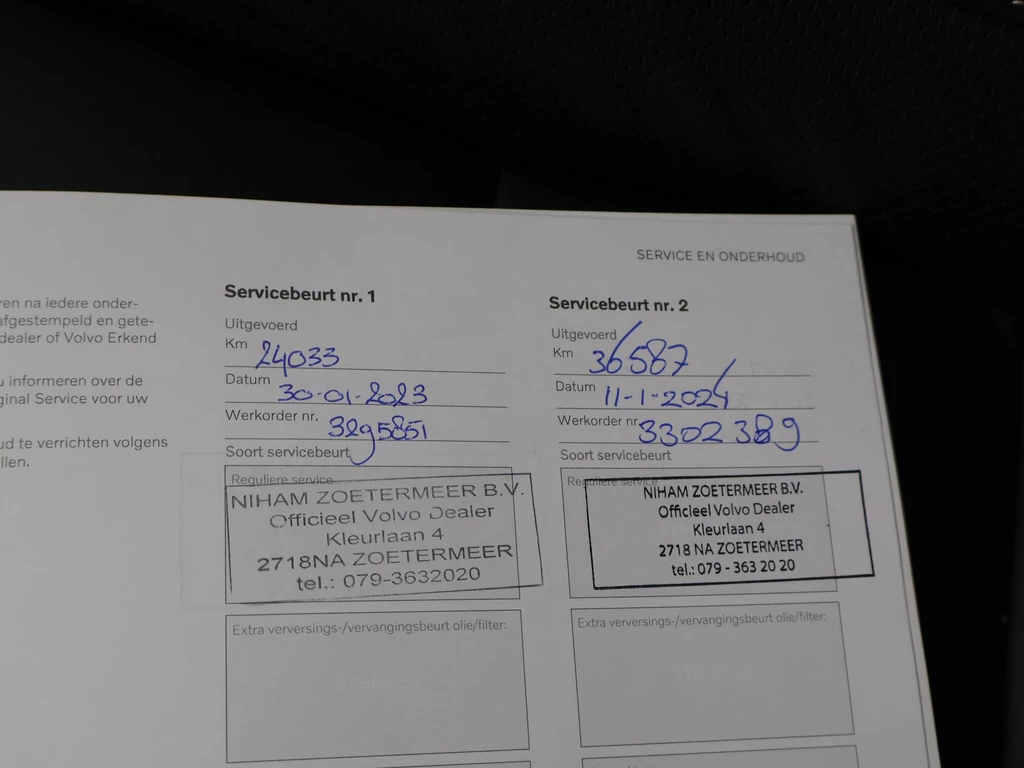 SERVICE EN ONDERHOUD
ren na iedere onder-
afgestempeld en gete-
dealer of Volvo Erkend
u informeren over de
ginal Service voor uw
ud te verrichten volgens
llen.
Servicebeurt nr. 1
Uitgevoerd
Km 24033
Datum 30-01-2023
Werkorder nr. 3295851
Soort servicebeurt
Reguliere service
NIHAM ZOETERMEER B.V.
Officieel Volvo Dealer
Kleurlaan 4
2718NA ZOETERMEER
tel.: 079-3632020
Extra verversings-/vervangingsbeurt olie/filter:
STEMPEL
Servicebeurt nr. 2
Uitgevoerd
Km 36587
Datum 11-1-2024
Werkorder nr. 3302389
Soort servicebeurt
Reguliere service
NIHAM ZOETERMEER B.V.
Officieel Volvo Dealer
Kleurlaan 4
2718 NA ZOETERMEER
tel.: 079 - 363 20 20
Extra verversings-/vervangingsbeurt olie/filter:
STEMPEL